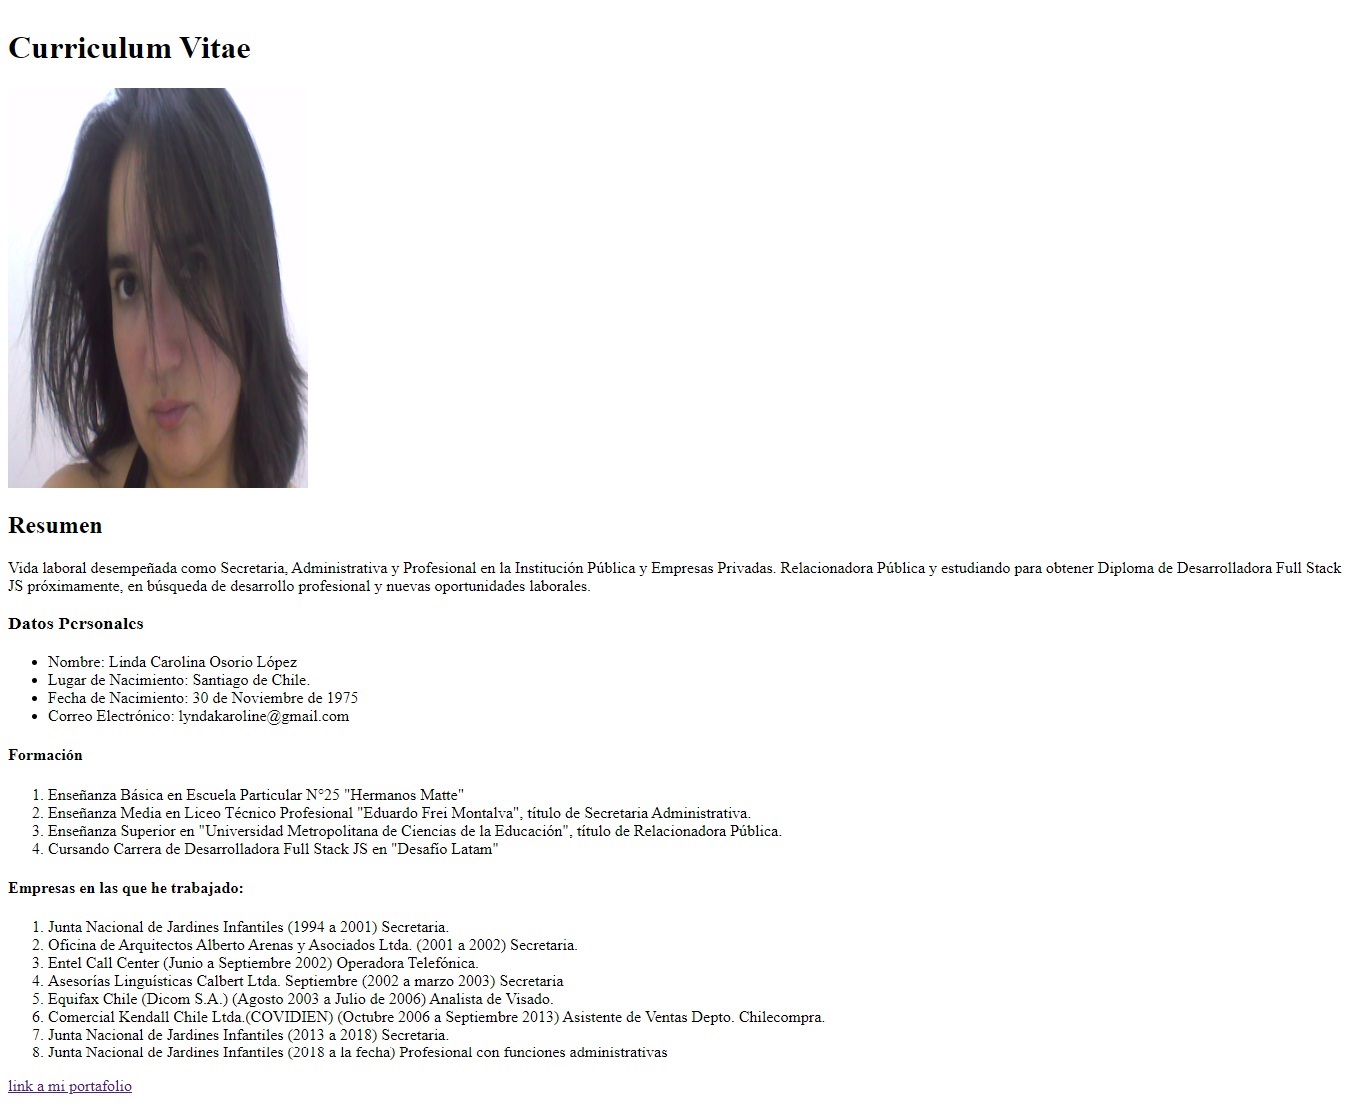 Curriculum Vitae
Resumen
Vida laboral desempeñada como Secretaria, Administrativa y Profesional en la Institución Pública y Empresas Privadas. Relacionadora Pública y estudiando para obtener Diploma de Desarrolladora Full Stack
JS próximamente, en búsqueda de desarrollo profesional y nuevas oportunidades laborales.
Datos Personales
• Nombre: Linda Carolina Osorio López
• Lugar de Nacimiento: Santiago de Chile.
• Fecha de Nacimiento: 30 de Noviembre de 1975
• Correo Electrónico: lyndakaroline@gmail.com
Formación
1. Enseñanza Básica en Escuela Particular N°25 "Hermanos Matte"
2. Enseñanza Media en Liceo Técnico Profesional "Eduardo Frei Montalva", título de Secretaria Administrativa.
3. Enseñanza Superior en "Universidad Metropolitana de Ciencias de la Educación", título de Relacionadora Pública.
4. Cursando Carrera de Desarrolladora Full Stack JS en "Desafío Latam"
Empresas en las que he trabajado:
1. Junta Nacional de Jardines Infantiles (1994 a 2001) Secretaria.
2. Oficina de Arquitectos Alberto Arenas y Asociados Ltda. (2001 a 2002) Secretaria.
3. Entel Call Center (Junio a Septiembre 2002) Operadora Telefónica.
4. Asesorías Linguísticas Calbert Ltda. Septiembre (2002 a marzo 2003) Secretaria
5. Equifax Chile (Dicom S.A.) (Agosto 2003 a Julio de 2006) Analista de Visado.
6. Comercial Kendall Chile Ltda.(COVIDIEN) (Octubre 2006 a Septiembre 2013) Asistente de Ventas Depto. Chilecompra.
7. Junta Nacional de Jardines Infantiles (2013 a 2018) Secretaria.
8. Junta Nacional de Jardines Infantiles (2018 a la fecha) Profesional con funciones administrativas
link a mi portafolio